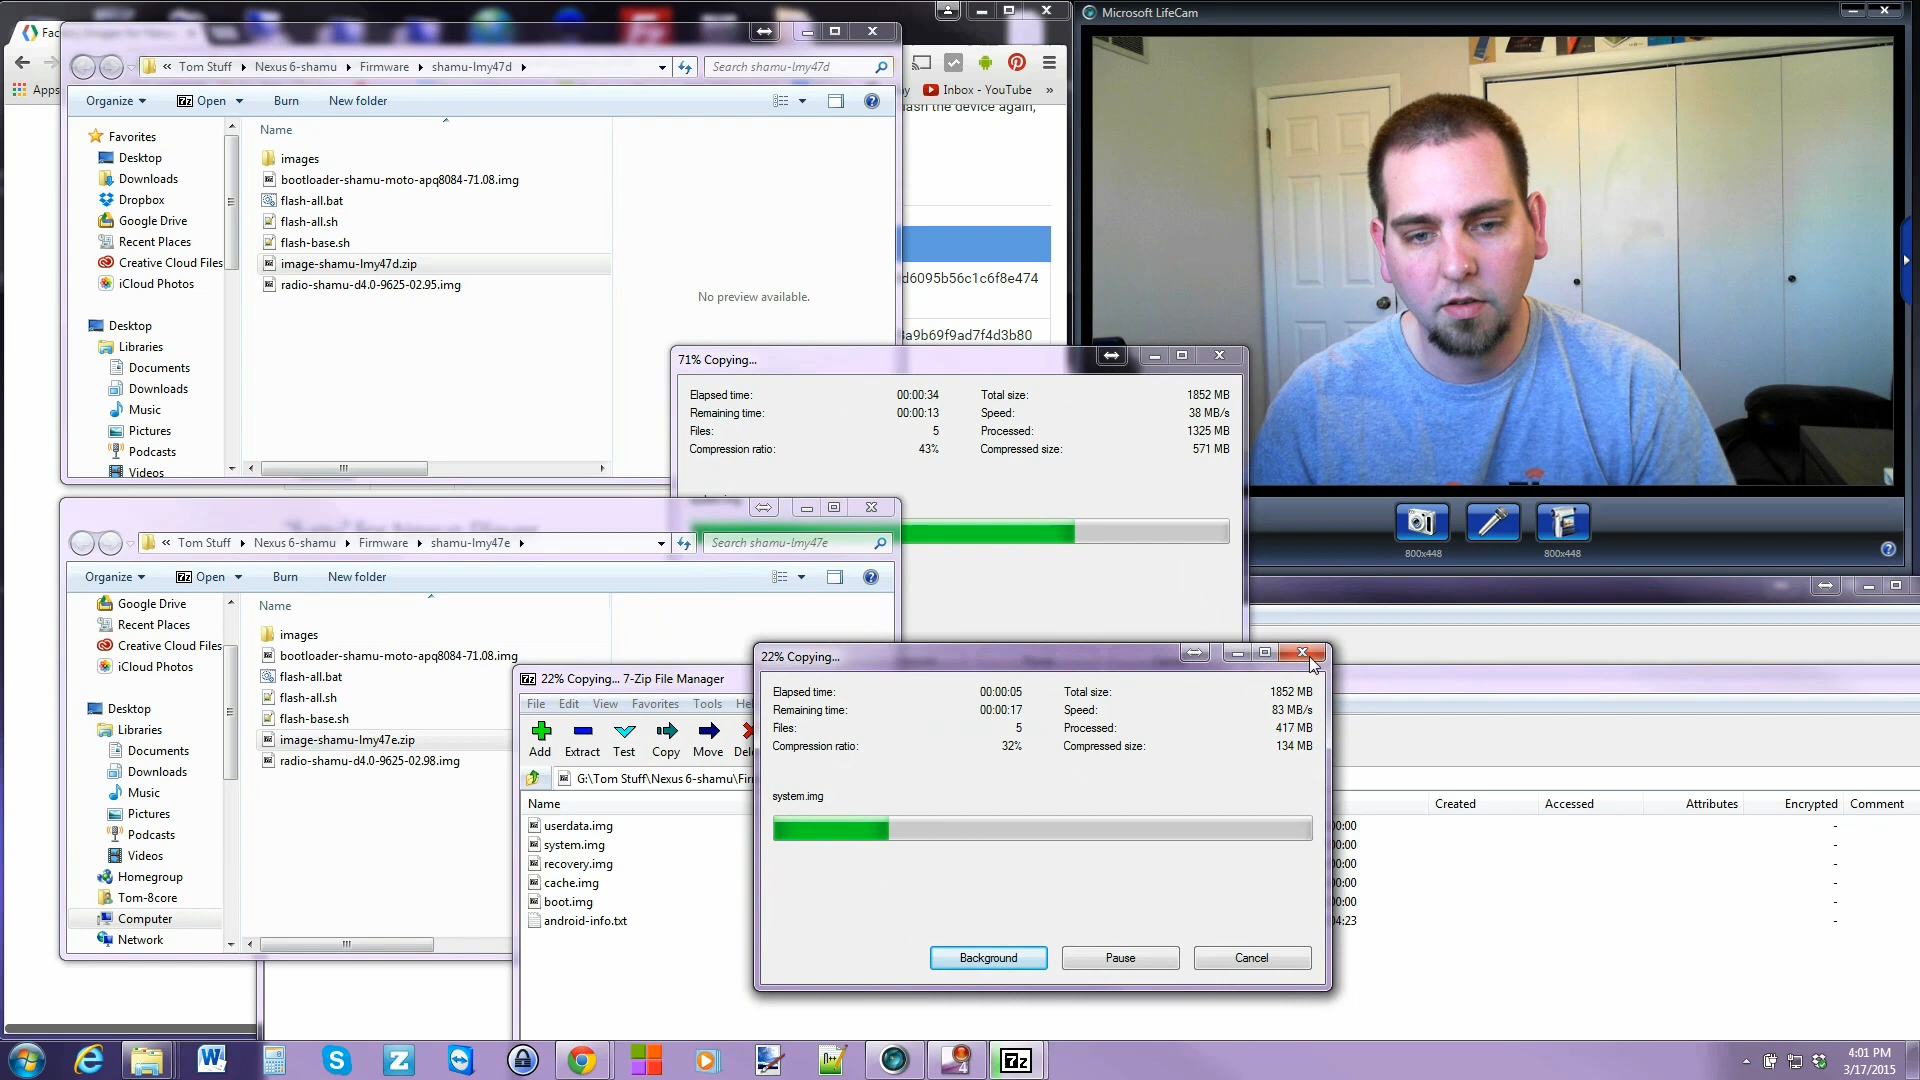 Fac
Microsoft LifeCam
« Tom Stuff Nexus 6-shamu Firmware shamu-lmy47d
Search shamu-lmy47d
Apps
Inbox - YouTube »
Organize Open Burn New folder
lash the device again,
Favorites
Desktop
Downloads
Dropbox
Google Drive
Recent Places
Creative Cloud Files
iCloud Photos
Desktop
Libraries
Documents
Downloads
Music
Pictures
Podcasts
Videos
Name
images
bootloader-shamu-moto-apq8084-71.08.img
flash-all.bat
flash-all.sh
flash-base.sh
image-shamu-lmy47d.zip
radio-shamu-d4.0-9625-02.95.img
No preview available.
d6095b56c1c6f8e474
8a9b69f9ad7f4d3b80
71% Copying...
Elapsed time: 00:00:34 Total size: 1852 MB
Remaining time: 00:00:13 Speed: 38 MB/s
Files: 5 Processed: 1325 MB
Compression ratio: 43% Compressed size: 571 MB
800x448
800x448
« Tom Stuff Nexus 6-shamu Firmware shamu-lmy47e
Search shamu-lmy47e
Organize Open Burn New folder
Google Drive
Recent Places
Creative Cloud Files
iCloud Photos
Desktop
Libraries
Documents
Downloads
Music
Pictures
Podcasts
Videos
Homegroup
Tom-8core
Computer
Network
Name
images
bootloader-shamu-moto-apq8084-71.08.img
flash-all.bat
flash-all.sh
flash-base.sh
image-shamu-lmy47e.zip
radio-shamu-d4.0-9625-02.98.img
22% Copying... 7-Zip File Manager
File Edit View Favorites Tools Hel
Add Extract Test Copy Move Dele
G:\Tom Stuff\Nexus 6-shamu\Fir
Name Created Accessed Attributes Encrypted Comment
userdata.img
system.img
recovery.img
cache.img
boot.img
android-info.txt
22% Copying...
Elapsed time: 00:00:05 Total size: 1852 MB
Remaining time: 00:00:17 Speed: 83 MB/s
Files: 5 Processed: 417 MB
Compression ratio: 32% Compressed size: 134 MB
system.img
Background Pause Cancel
4:01 PM
3/17/2015